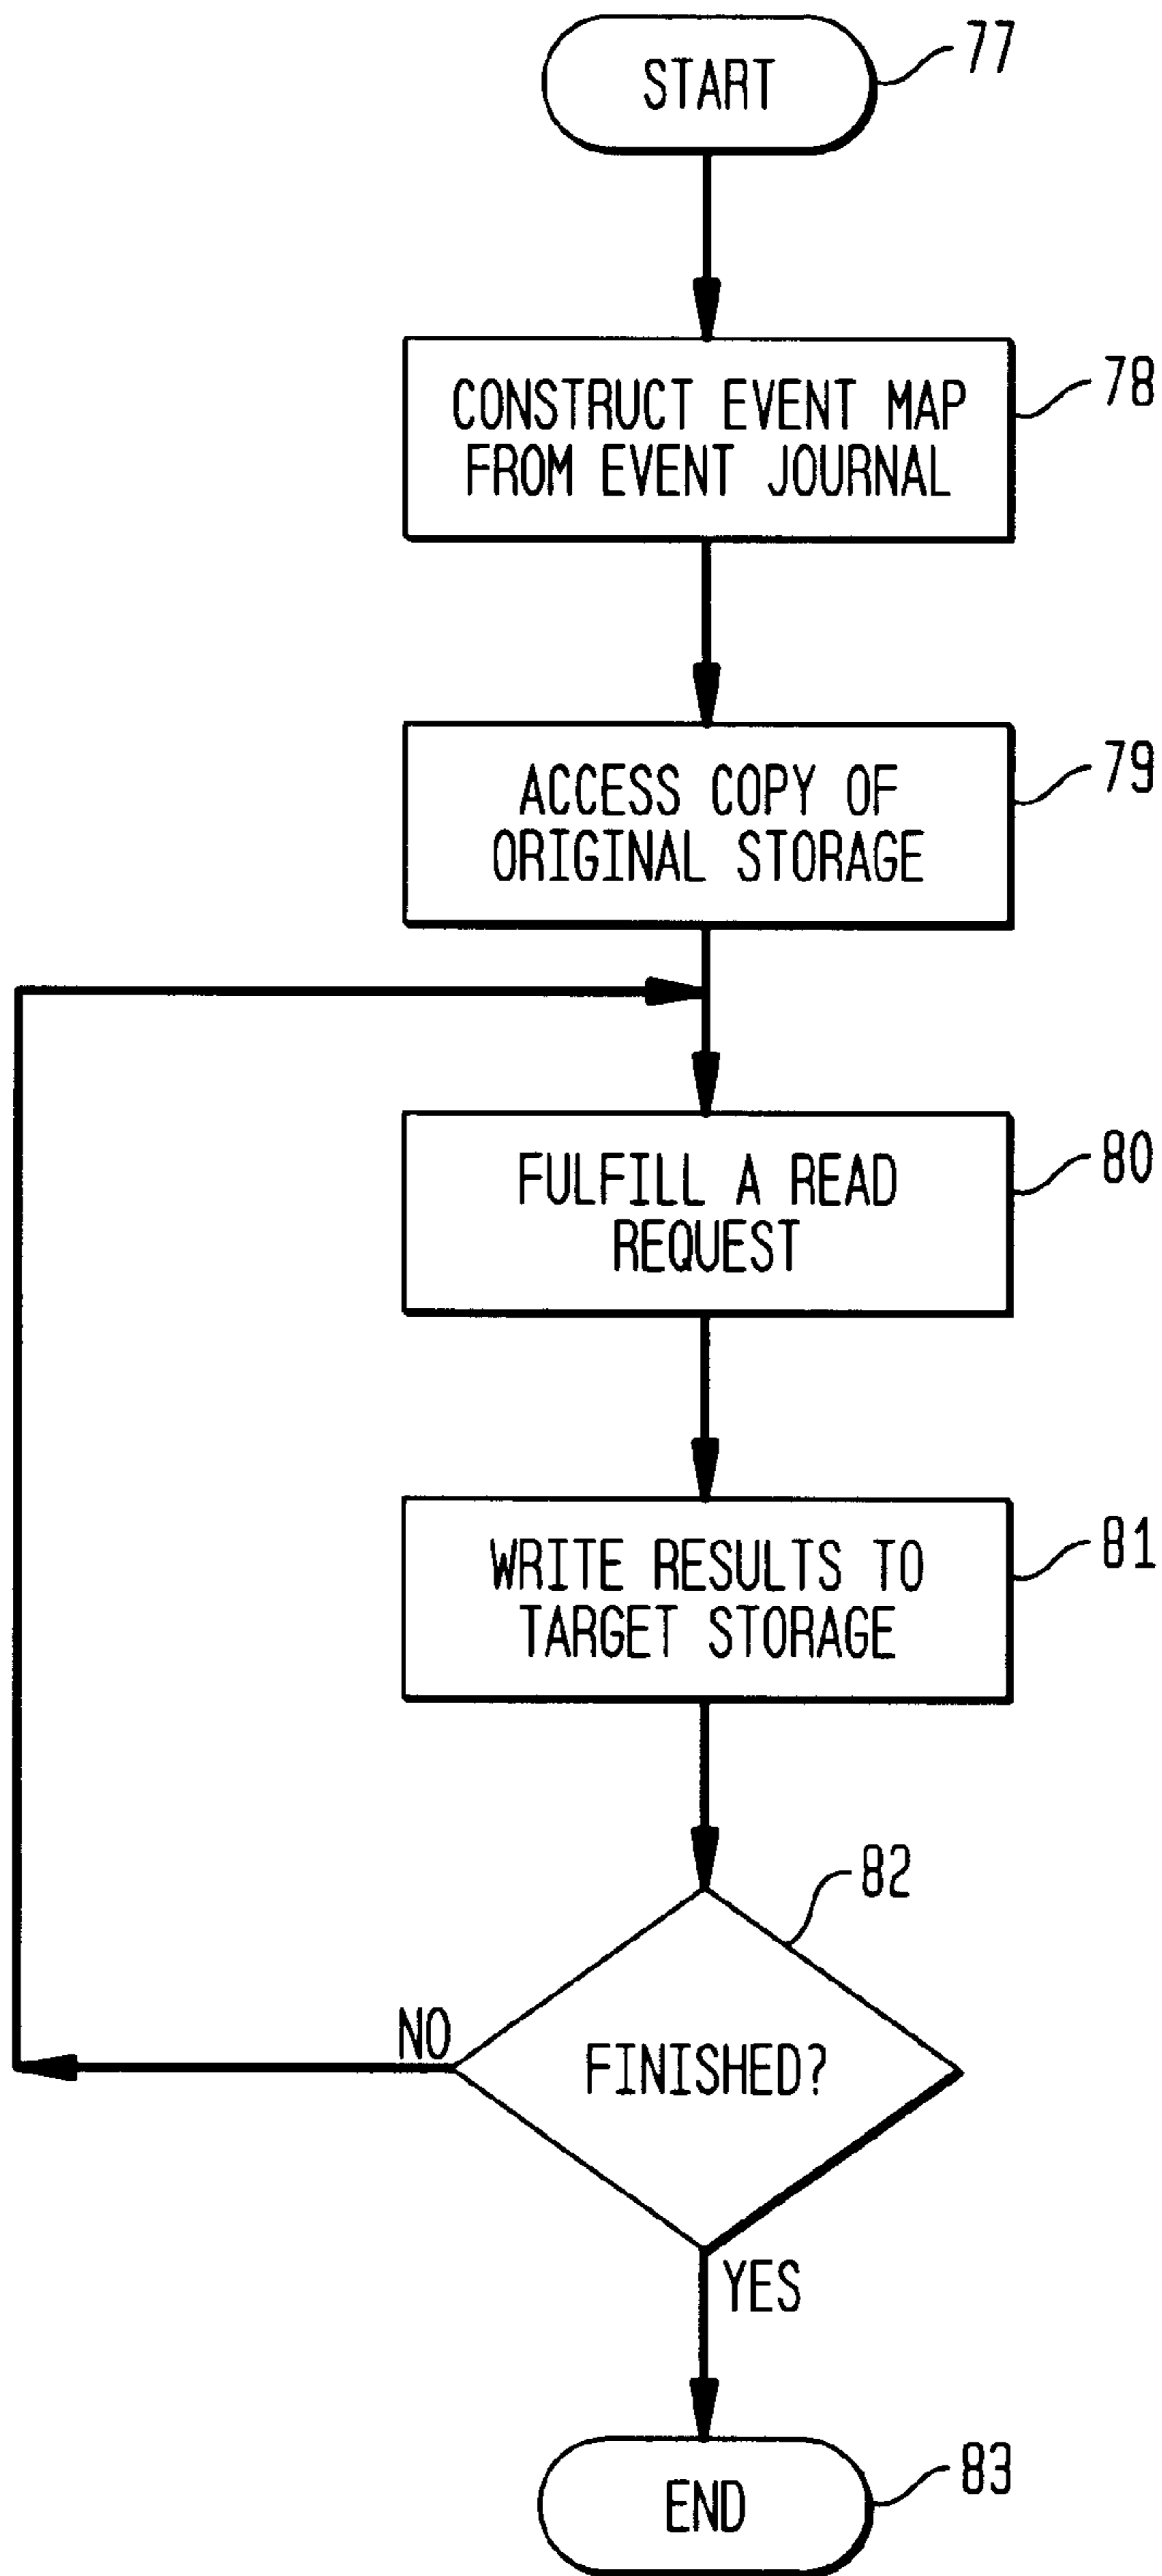 START
77
CONSTRUCT EVENT MAP
FROM EVENT JOURNAL
78
ACCESS COPY OF
ORIGINAL STORAGE
79
FULFILL A READ
REQUEST
80
WRITE RESULTS TO
TARGET STORAGE
81
82
NO
FINISHED?
YES
END
83